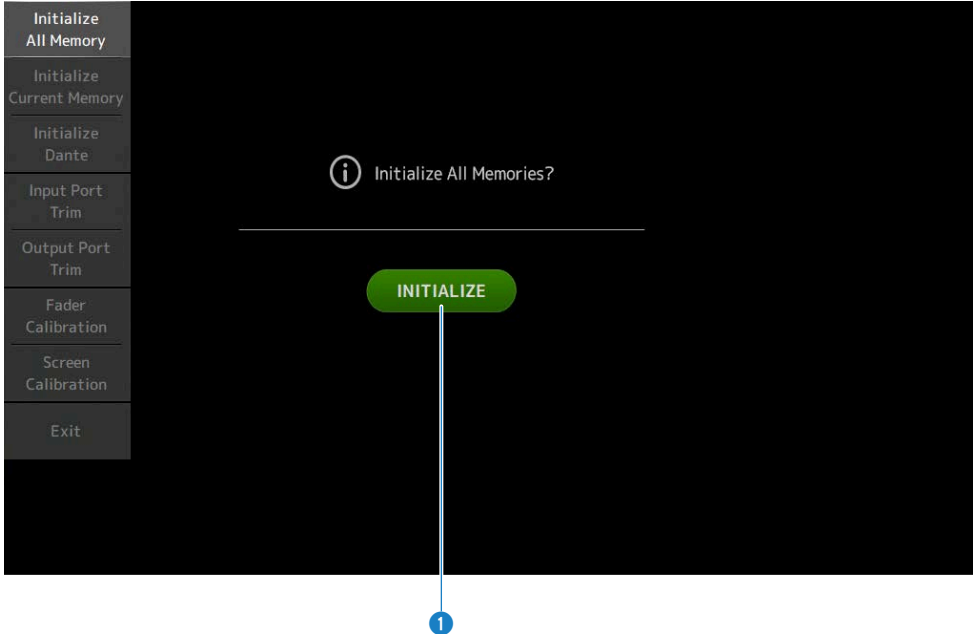 Initialize
All Memory
Initialize
Current Memory
Initialize
Dante
Input Port
Trim
Output Port
Trim
Fader
Calibration
Screen
Calibration
Exit
Initialize All Memories?
INITIALIZE
1